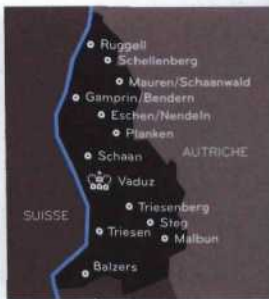 Ruggell
Schellenberg
Mauren/Schaanwald
Gamprin/Bendern
Eschen/Nendeln
Planken
Schaan
AUTRICHE
Vaduz
Triesenberg
SUISSE
Steg
Triesen
Malbun
Balzers